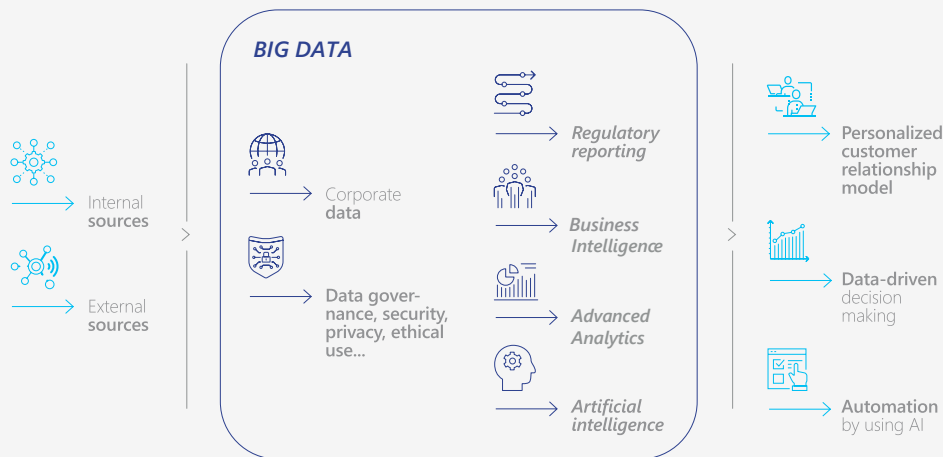 BIG DATA
Internal
sources
External
sources
Corporate
data
Data gover-
nance, security,
privacy, ethical
use...
Regulatory
reporting
Business
Intelligence
Advanced
Analytics
Artificial
intelligence
Personalized
customer
relationship
model
Data-driven
decision
making
Automation
by using AI